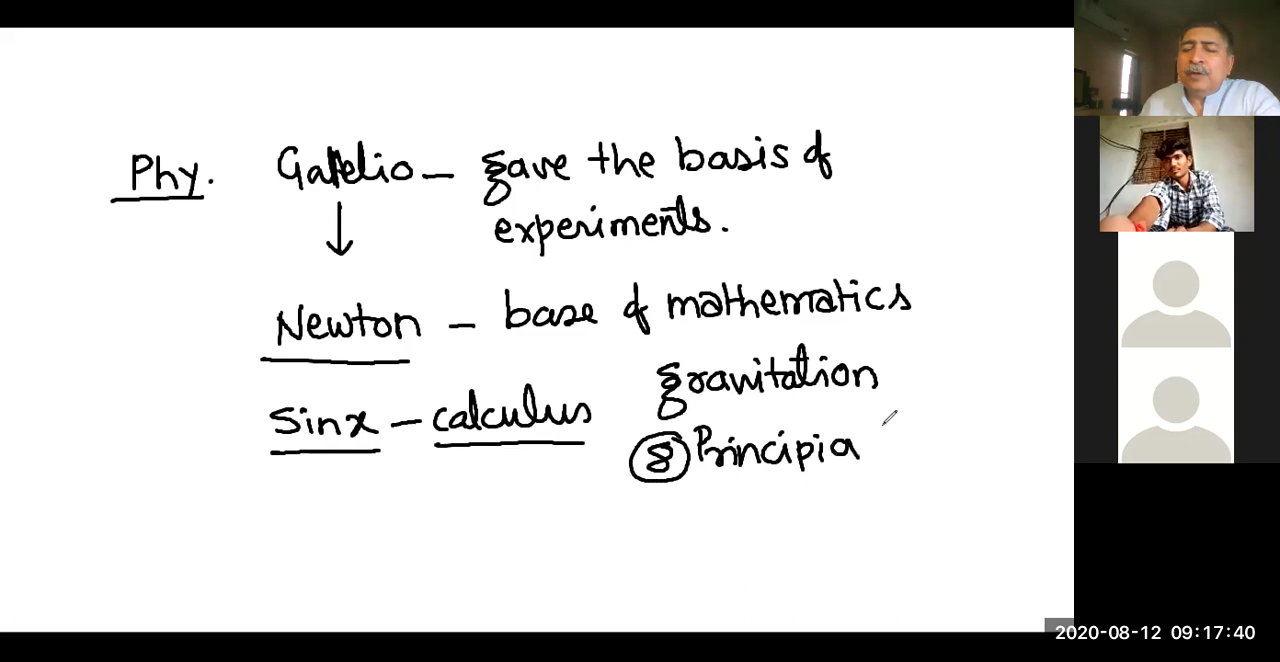 Phy. Galelio – gave the basis of
experiments.
Newton – base of mathematics
gravitation
Sinx – calculus
8 Principia
2020-08-12 09:17:40